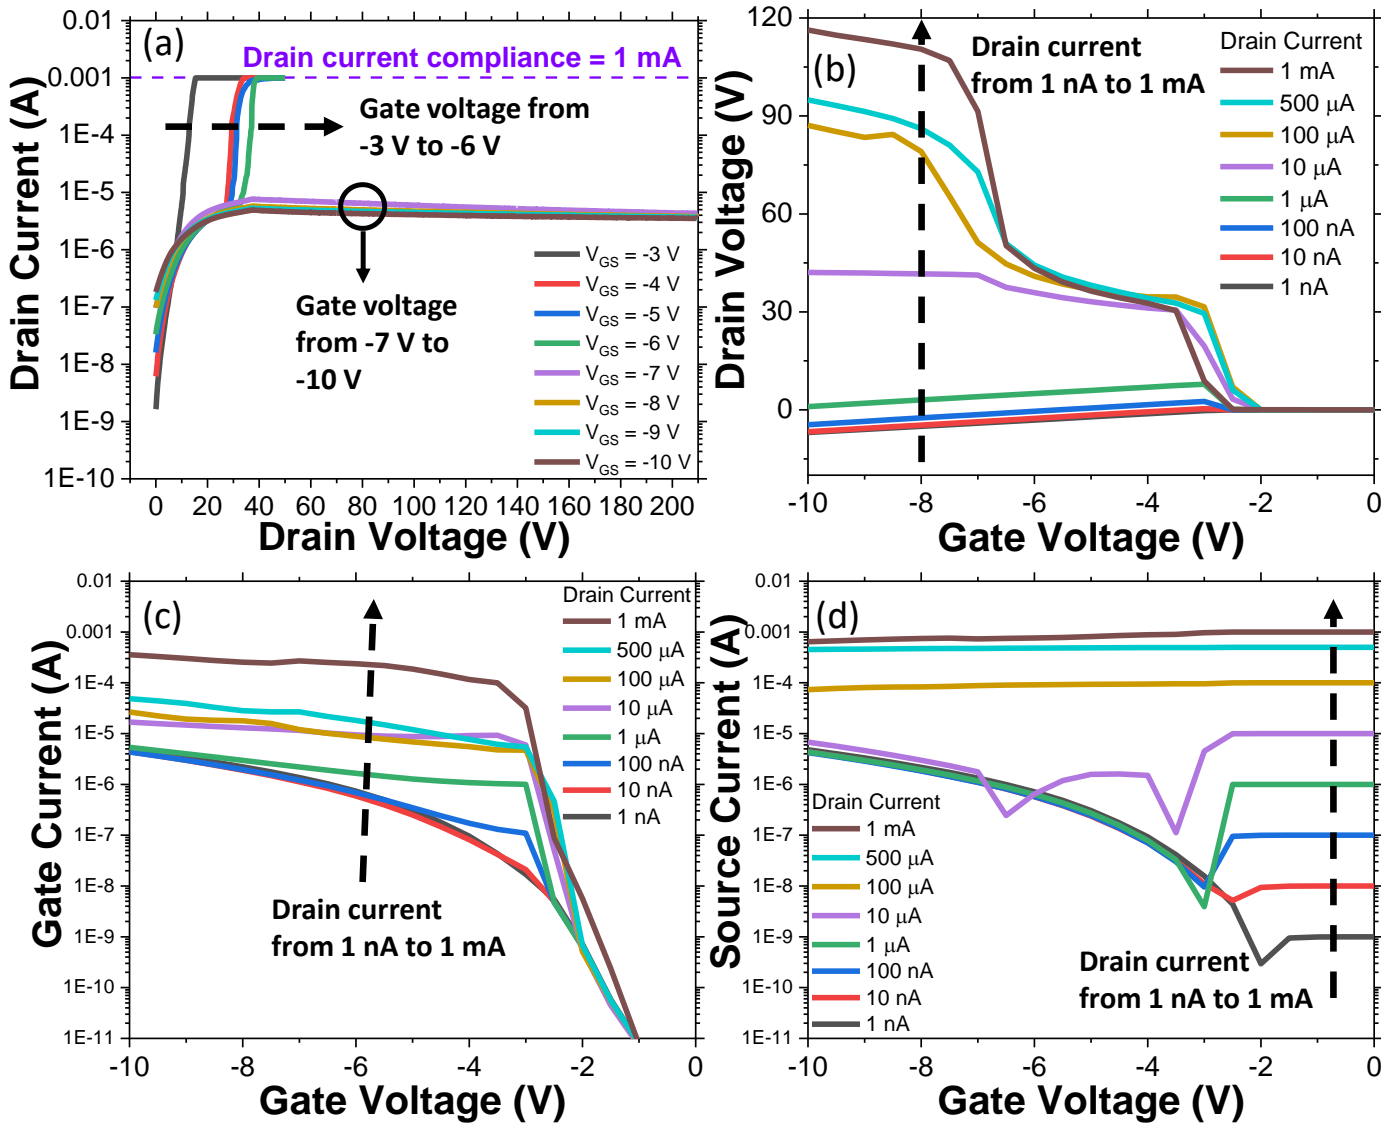 (a)
Drain current compliance = 1 mA
Gate voltage from
-3 V to -6 V
Gate voltage
from -7 V to
-10 V
V_GS = -3 V
V_GS = -4 V
V_GS = -5 V
V_GS = -6 V
V_GS = -7 V
V_GS = -8 V
V_GS = -9 V
V_GS = -10 V
0.01
0.001
1E-4
1E-5
1E-6
1E-7
1E-8
1E-9
1E-10
Drain Current (A)
0 20 40 60 80 100 120 140 160 180 200
Drain Voltage (V)
(b)
Drain current
from 1 nA to 1 mA
Drain Current
1 mA
500 μA
100 μA
10 μA
1 μA
100 nA
10 nA
1 nA
120
90
60
30
0
Drain Voltage (V)
-10 -8 -6 -4 -2 0
Gate Voltage (V)
(c)
Drain Current
1 mA
500 μA
100 μA
10 μA
1 μA
100 nA
10 nA
1 nA
Drain current
from 1 nA to 1 mA
0.01
0.001
1E-4
1E-5
1E-6
1E-7
1E-8
1E-9
1E-10
1E-11
Gate Current (A)
-10 -8 -6 -4 -2 0
Gate Voltage (V)
(d)
Drain Current
1 mA
500 μA
100 μA
10 μA
1 μA
100 nA
10 nA
1 nA
Drain current
from 1 nA to 1 mA
0.01
0.001
1E-4
1E-5
1E-6
1E-7
1E-8
1E-9
1E-10
1E-11
Source Current (A)
-10 -8 -6 -4 -2 0
Gate Voltage (V)